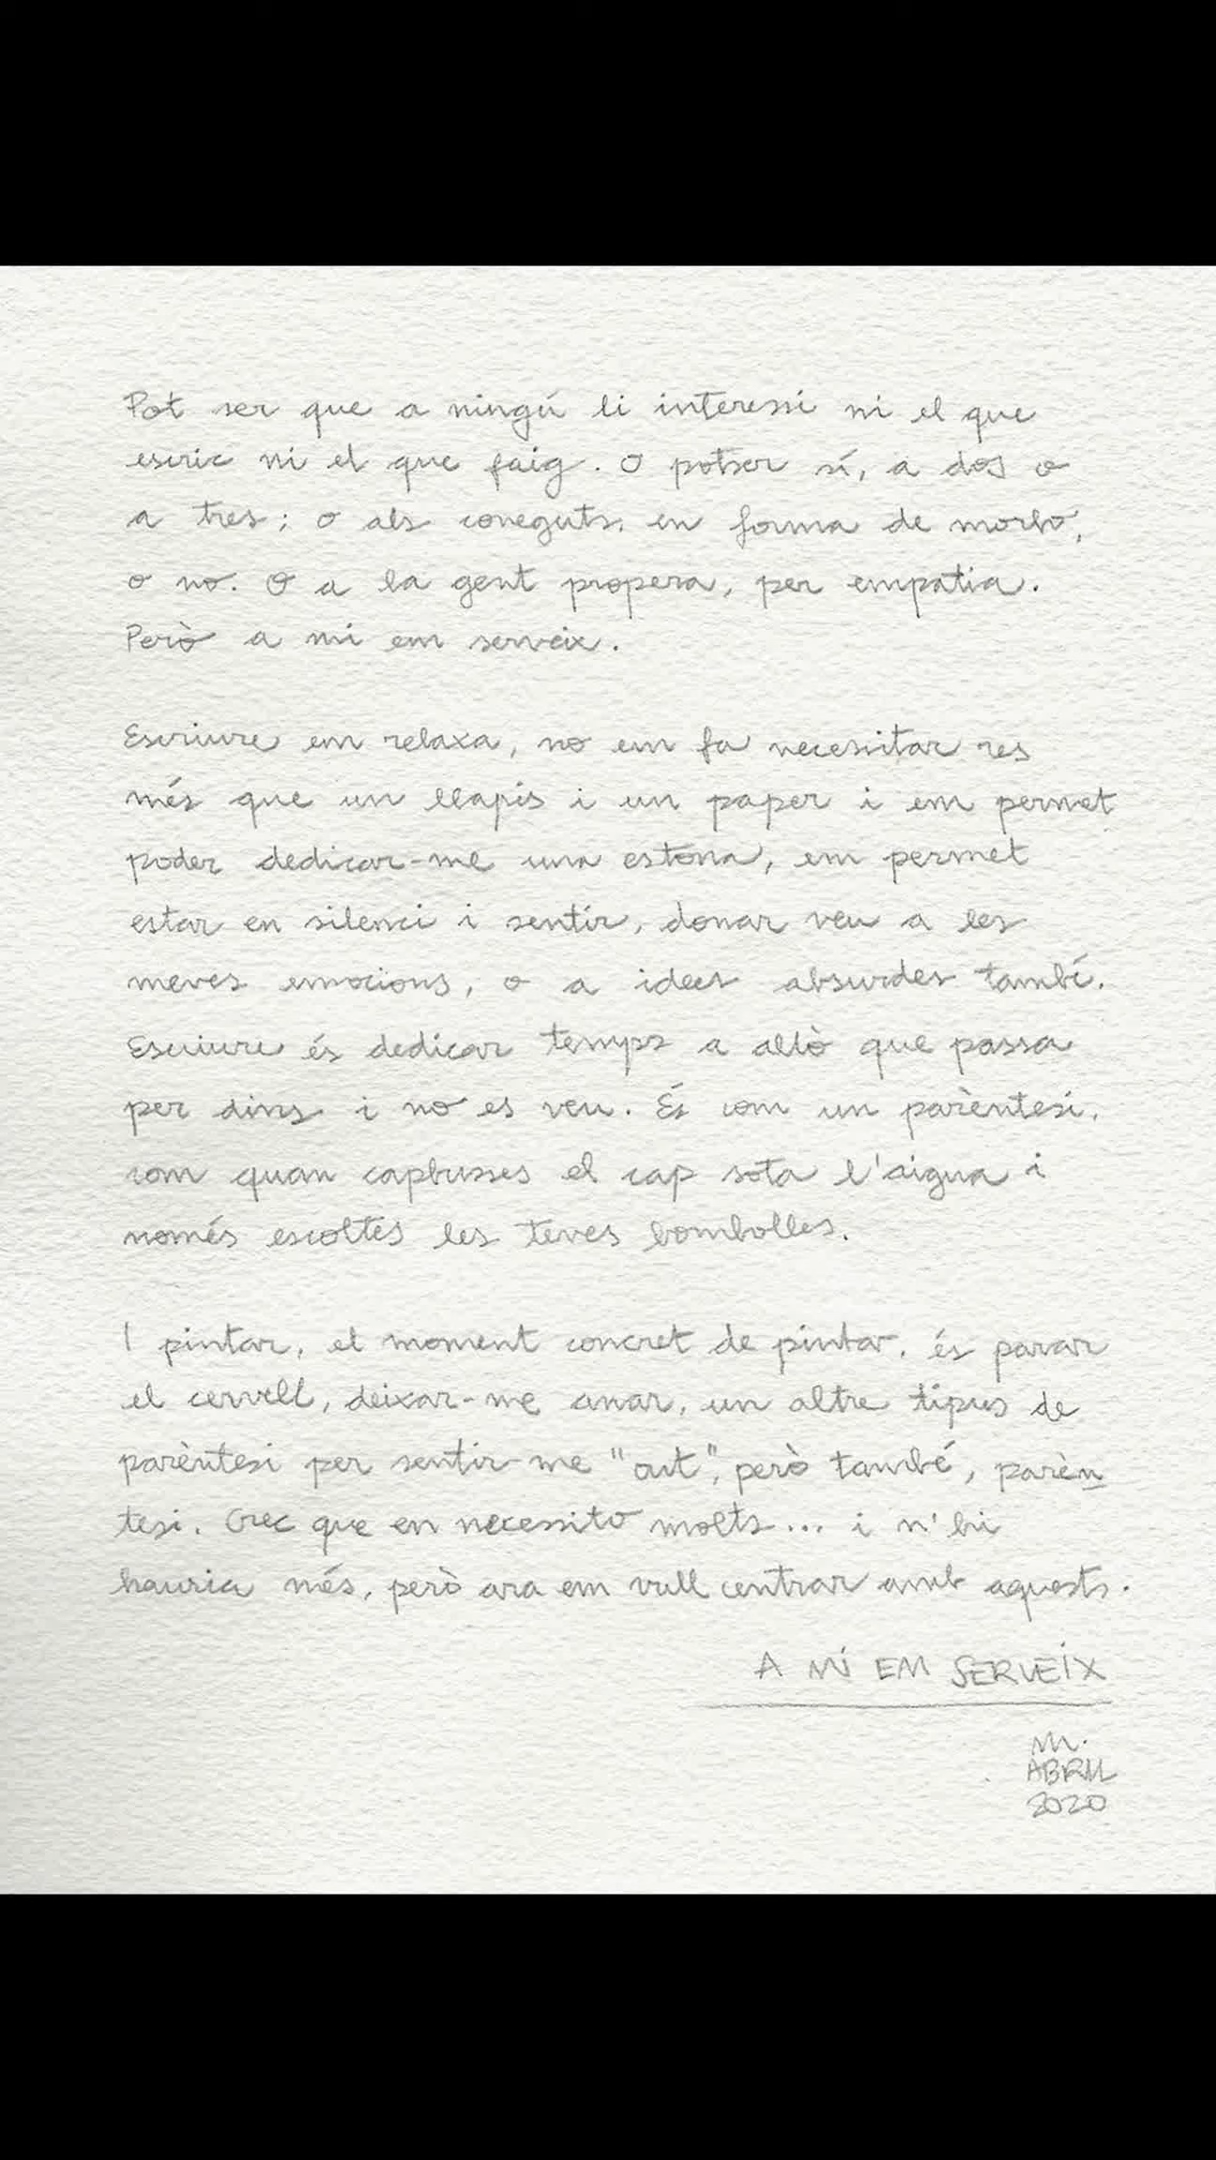 Pot ser que a ningú li interessi ni el que
escric ni el que faig. O potser sí, a dos o
a tres; o als coneguts, en forma de morbo,
o no. O a la gent propera, per empatia.
Però a mi em serveix.
Escriure em relaxa, no em fa necessitar res
més que un llapis i un paper i em permet
poder dedicar-me una estona, em permet
estar en silenci i sentir, donar veu a les
meves emocions, o a idees absurdes també.
Escriure és dedicar temps a allò que passa
per dins i no es veu. És com un parèntesi,
com quan capbusses el cap sota l'aigua i
només escoltes les teves bombolles.
I pintar, el moment concret de pintar, és parar
el cervell, deixar-me anar, un altre tipus de
parèntesi per sentir-me "out", però també, parèn
tesi. Crec que en necessito molts... i n'hi
hauria més, però ara em vull centrar amb aquests.
A MÍ EM SERVEIX
M.
ABRIL
2020